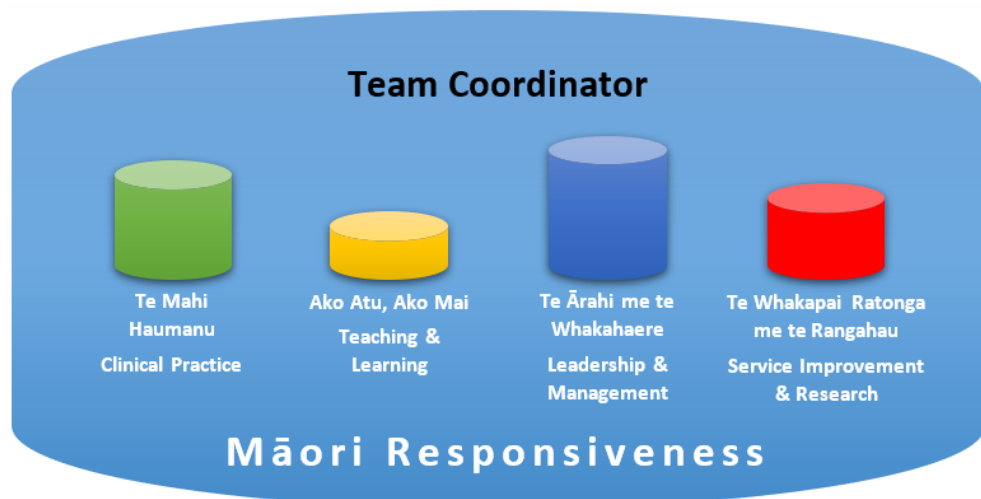 Team Coordinator
Te Mahi
Haumanu
Clinical Practice
Ako Atu, Ako Mai
Teaching &
Learning
Te Ārahi me te
Whakahaere
Leadership &
Management
Te Whakapai Ratonga
me te Rangahau
Service Improvement
& Research
Māori Responsiveness